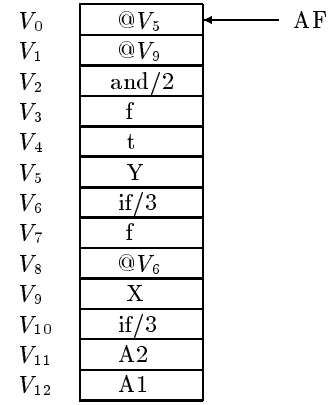 V₀ @V₅ AF
V₁ @V₉
V₂ and/2
V₃ f
V₄ t
V₅ Y
V₆ if/3
V₇ f
V₈ @V₆
V₉ X
V₁₀ if/3
V₁₁ A2
V₁₂ A1